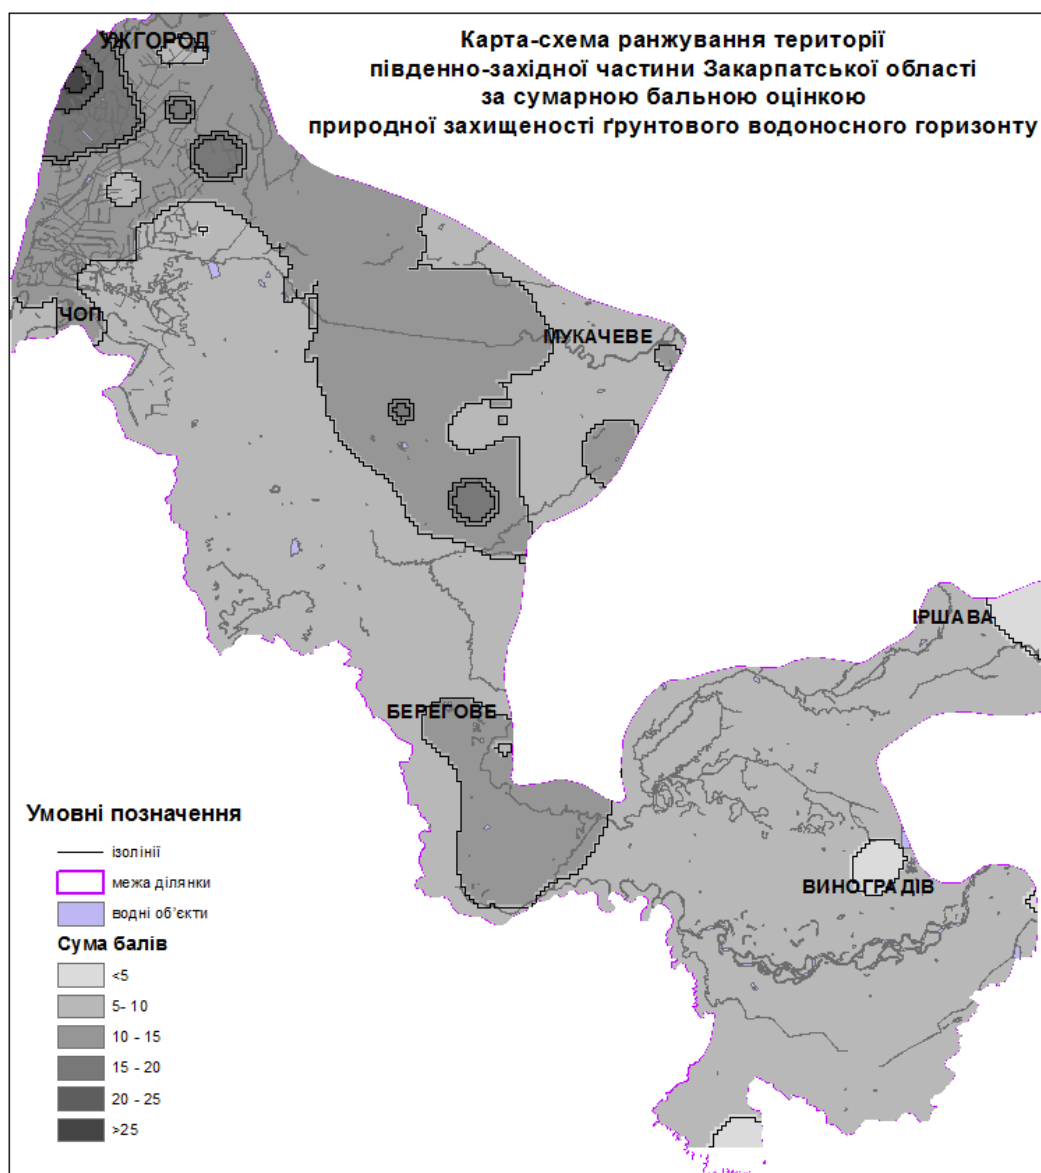 УЖГОРОД
Карта-схема ранжування території
південно-західної частини Закарпатської області
за сумарною бальною оцінкою
природної захищеності ґрунтового водоносного горизонту
ЧОП
МУКАЧЕВЕ
ІРШАВА
БЕРЕГОВЕ
ВИНОГРАДІВ
Умовні позначення
ізолінії
межа ділянки
водні об'єкти
Сума балів
<5
5- 10
10 - 15
15 - 20
20 - 25
>25